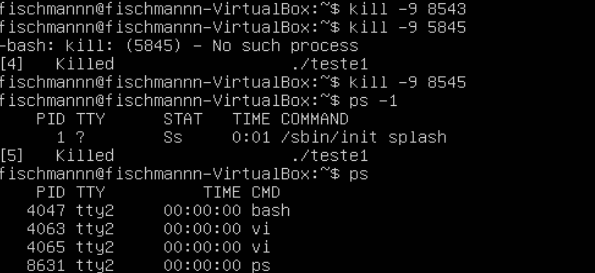 fischmannn@fischmannn-VirtualBox:~$ kill -9 8543
fischmannn@fischmannn-VirtualBox:~$ kill -9 5845
-bash: kill: (5845) - No such process
[4]   Killed                  ./teste1
fischmannn@fischmannn-VirtualBox:~$ kill -9 8545
fischmannn@fischmannn-VirtualBox:~$ ps -1
    PID TTY      STAT   TIME COMMAND
      1 ?        Ss     0:01 /sbin/init splash
[5]   Killed                  ./teste1
fischmannn@fischmannn-VirtualBox:~$ ps
    PID TTY          TIME CMD
   4047 tty2     00:00:00 bash
   4063 tty2     00:00:00 vi
   4065 tty2     00:00:00 vi
   8631 tty2     00:00:00 ps